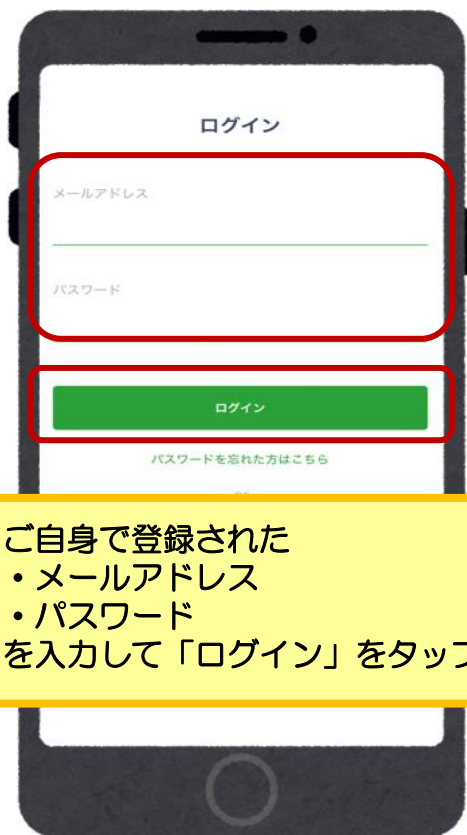 ログイン
メールアドレス
パスワード
ログイン
パスワードを忘れた方はこちら
ご自身で登録された
・メールアドレス
・パスワード
を入力して「ログイン」をタッフ